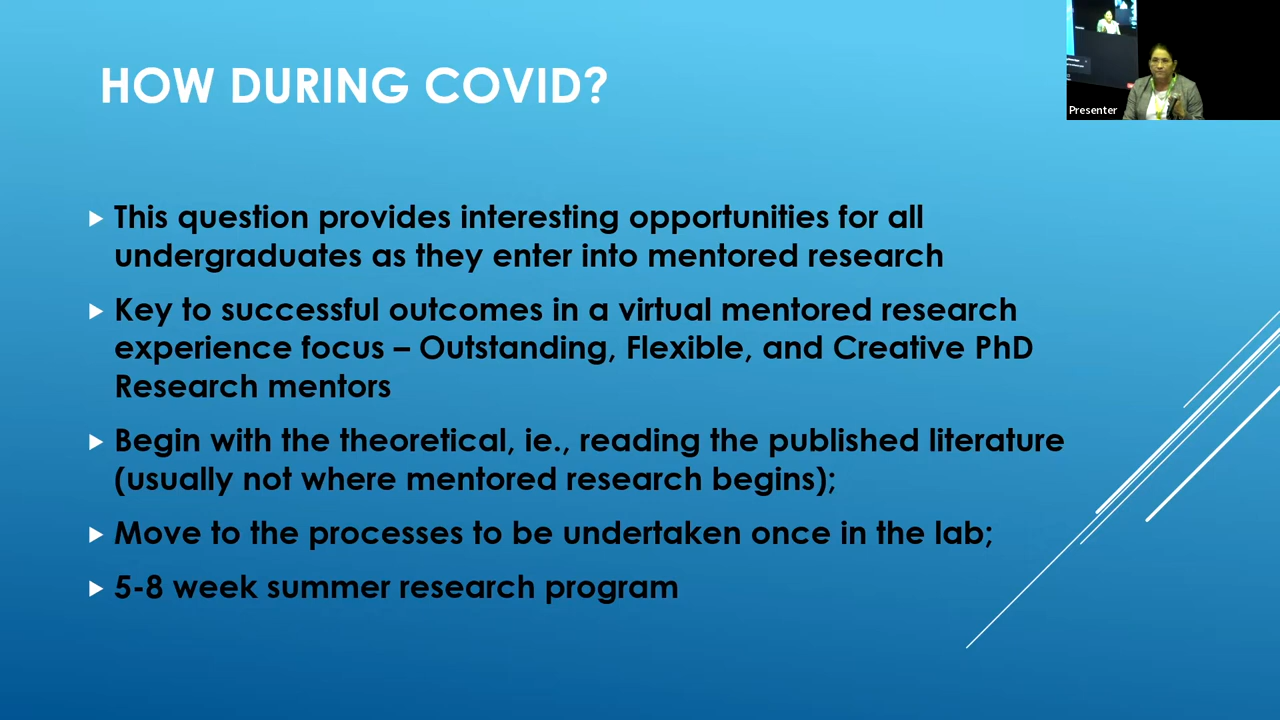 HOW DURING COVID?
Presenter
This question provides interesting opportunities for all
undergraduates as they enter into mentored research
Key to successful outcomes in a virtual mentored research
experience focus – Outstanding, Flexible, and Creative PhD
Research mentors
Begin with the theoretical, ie., reading the published literature
(usually not where mentored research begins);
Move to the processes to be undertaken once in the lab;
5-8 week summer research program